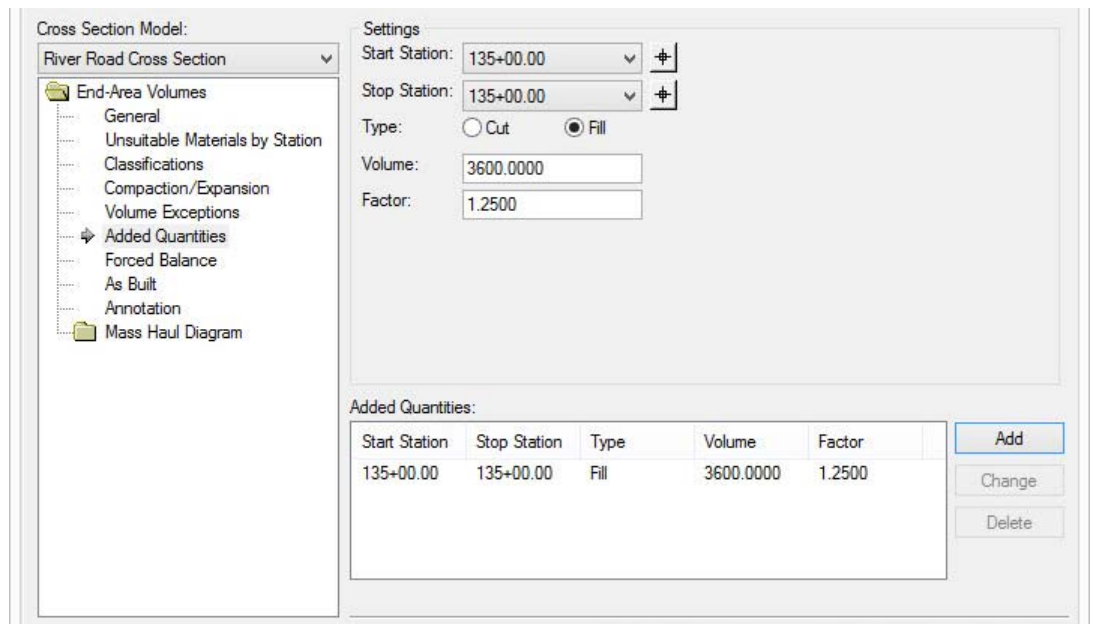 Cross Section Model:
River Road Cross Section
End-Area Volumes
General
Unsuitable Materials by Station
Classifications
Compaction/Expansion
Volume Exceptions
Added Quantities
Forced Balance
As Built
Annotation
Mass Haul Diagram
Settings
Start Station: 135+00.00
Stop Station: 135+00.00
Type: Cut Fill
Volume: 3600.0000
Factor: 1.2500
Added Quantities:
Start Station Stop Station Type Volume Factor
135+00.00 135+00.00 Fill 3600.0000 1.2500
Add
Change
Delete